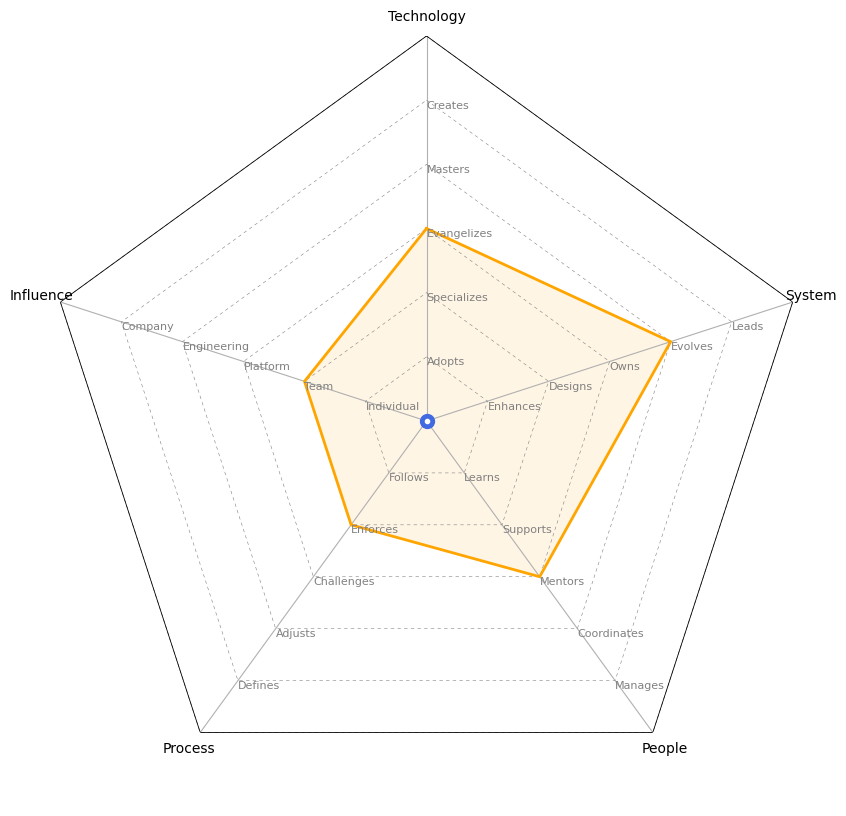 Technology
Creates
Masters
Evangelizes
Specializes
Adopts
Influence
System
Company
Leads
Engineering
Evolves
Platform
Owns
Team
Designs
Individual
Enhances
Follows
Learns
Enforces
Supports
Challenges
Mentors
Adjusts
Coordinates
Defines
Manages
Process
People